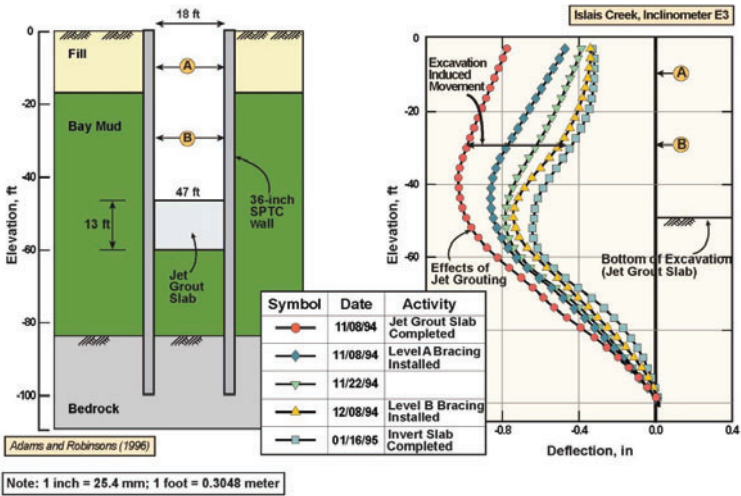 Islais Creek, Inclinometer E3
18 ft
0
-20
-40
-60
-80
-100
Elevation, ft
Fill
Bay Mud
Bedrock
A
B
47 ft
13 ft
36-inch
SPTC
wall
Jet
Grout
Slab
Adams and Robinsons (1996)
Note: 1 inch = 25.4 mm; 1 foot = 0.3048 meter
Symbol Date Activity
11/08/94 Jet Grout Slab
Completed
11/08/94 Level A Bracing
Installed
11/22/94
12/08/94 Level B Bracing
Installed
01/16/95 Invert Slab
Completed
0
-20
-40
-60
Elevation, ft
Excavation
Induced
Movement
A
B
Effects of
Jet Grouting
Bottom of Excavation
(Jet Grout Slab)
-0.8
-0.4
0.0
0.4
Deflection, in